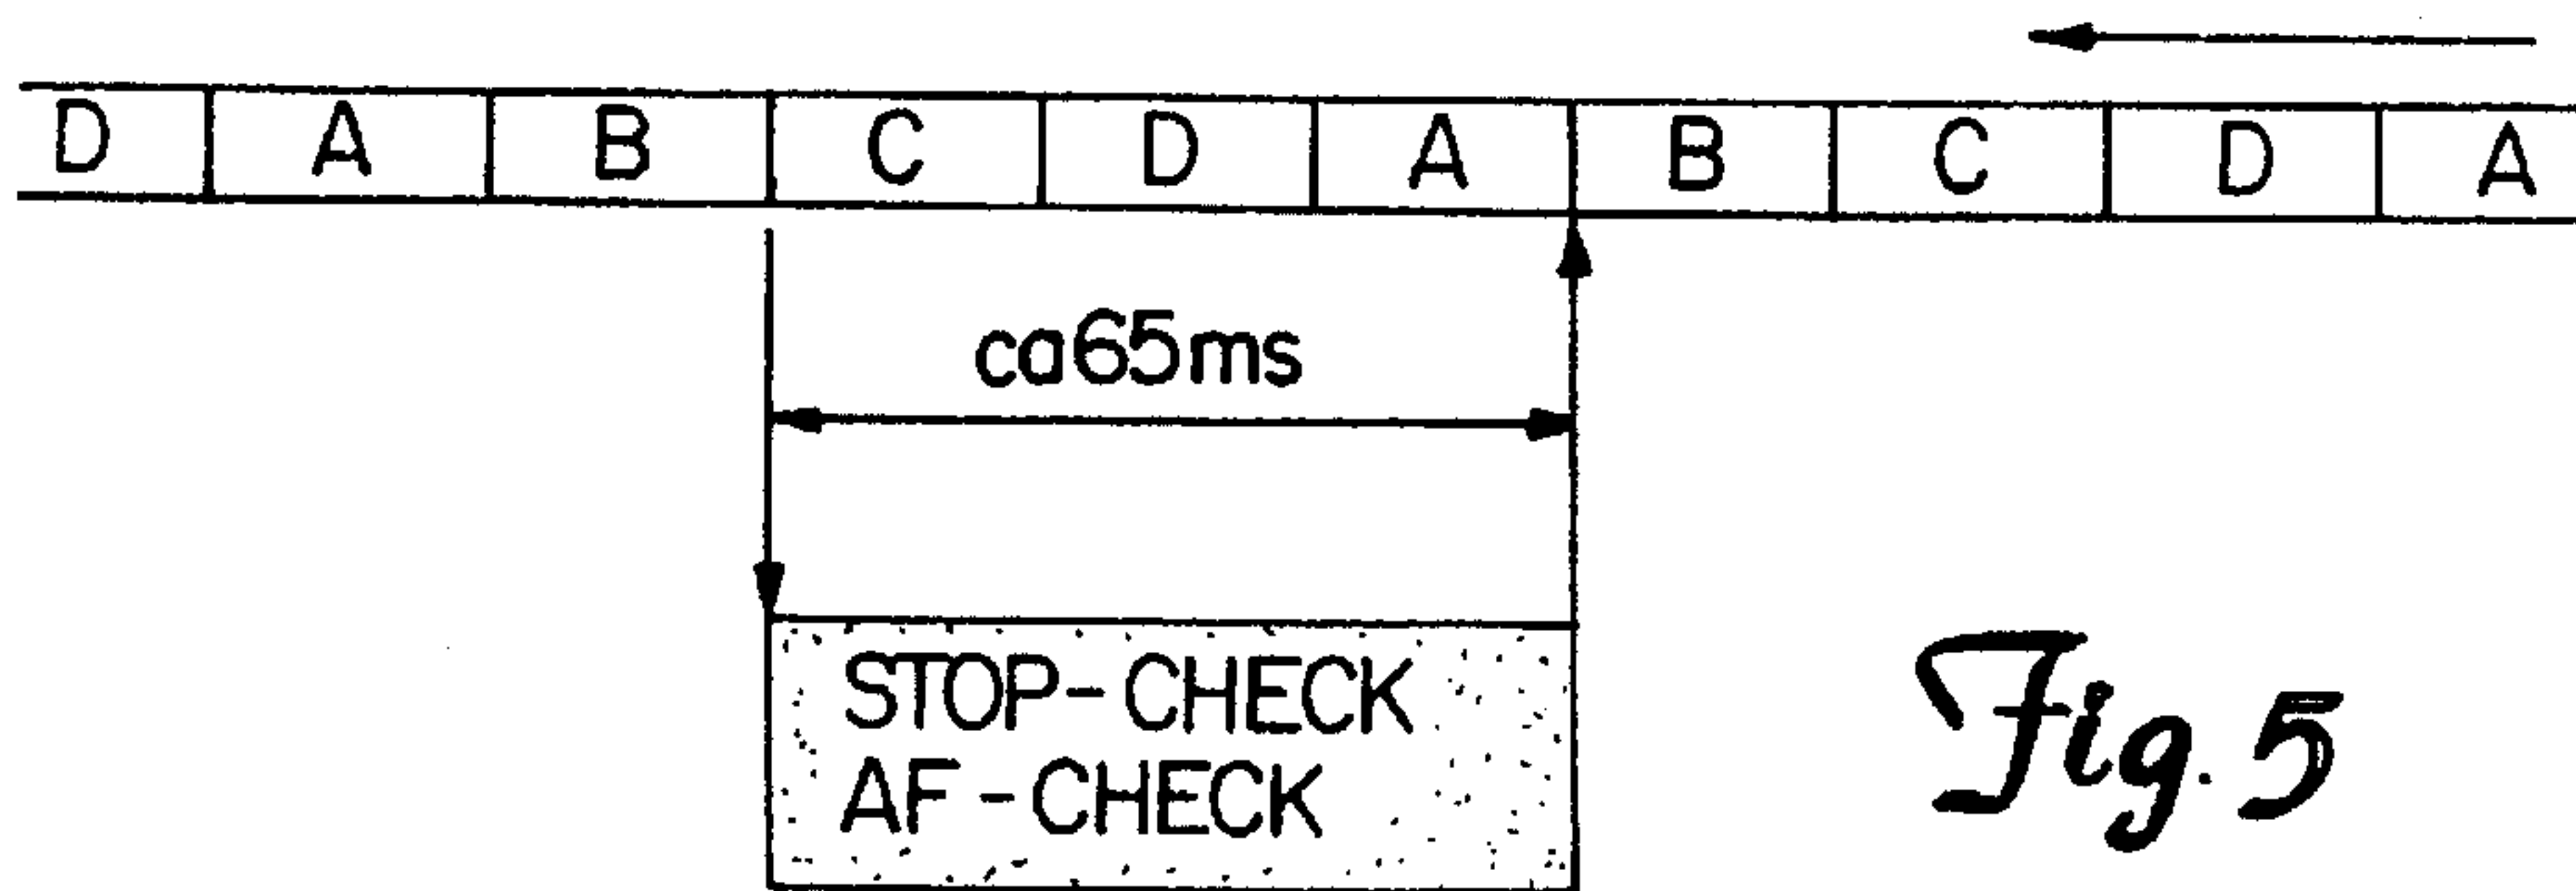 D A B C D A B C D A
ca65ms
STOP-CHECK
AF-CHECK
Fig. 5